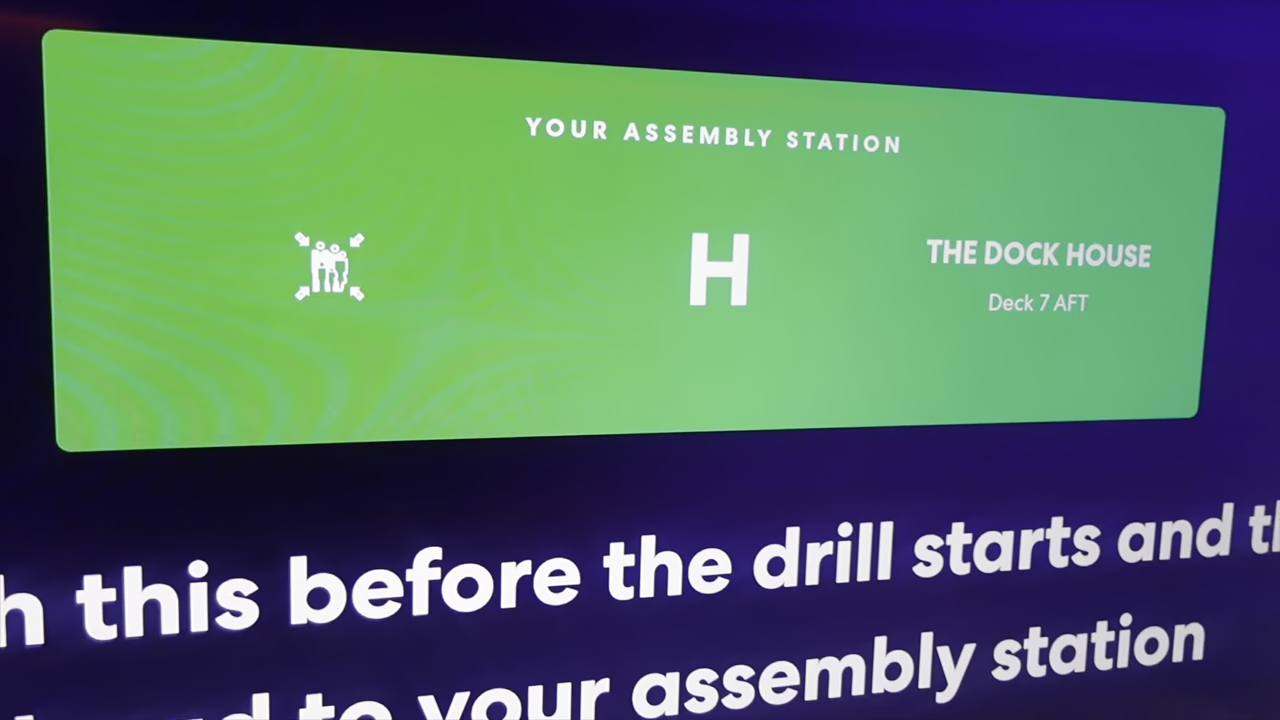 YOUR ASSEMBLY STATION
H
THE DOCK HOUSE
Deck 7 AFT
this before the drill starts and
to your assembly station